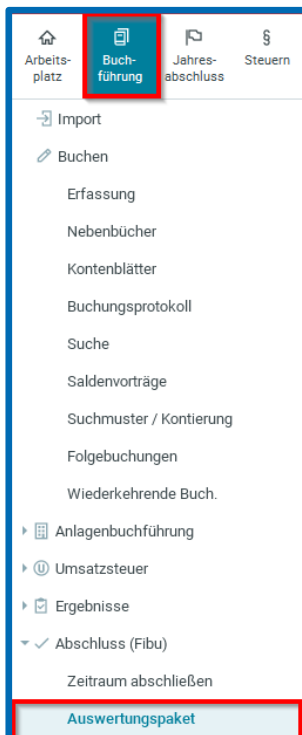 Arbeits-
platz
Buch-
führung
Jahres-
abschluss
§
Steuern
Import
Buchen
Erfassung
Nebenbücher
Kontenblätter
Buchungsprotokoll
Suche
Saldenvorträge
Suchmuster / Kontierung
Folgebuchungen
Wiederkehrende Buch.
Anlagenbuchführung
Umsatzsteuer
Ergebnisse
Abschluss (Fibu)
Zeitraum abschließen
Auswertungspaket